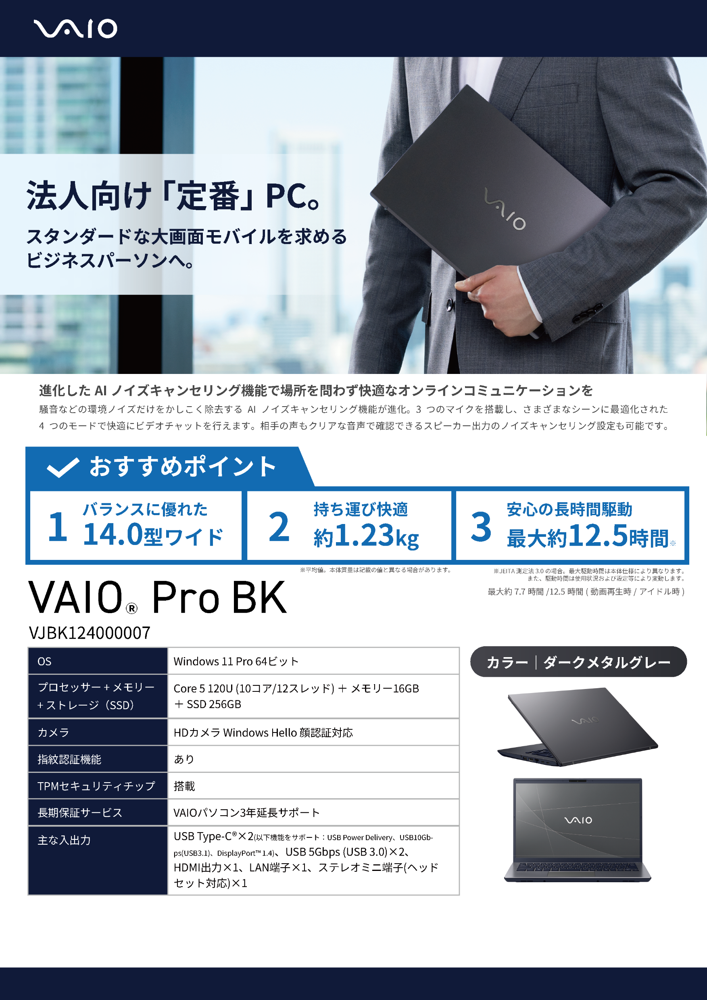 VAIO
VAIO
法人向け「定番」PC。
スタンダードな大画面モバイルを求める
ビジネスパーソンへ。
進化した AI ノイズキャンセリング機能で場所を問わず快適なオンラインコミュニケーションを
騒音などの環境ノイズだけをかしこく除去する AI ノイズキャンセリング機能が進化。3 つのマイクを搭載し、さまざまなシーンに最適化された
4 つのモードで快適にビデオチャットを行えます。相手の声もクリアな音声で確認できるスピーカー出力のノイズキャンセリング設定も可能です。
おすすめポイント
1
バランスに優れた
14.0型ワイド
2
持ち運び快適
約1.23kg
3
安心の長時間駆動
最大約12.5時間※
※平均値。本体質量は記載の値と異なる場合があります。
※JEITA 測定法 3.0 の場合。最大駆動時間は本体仕様により異なります。
また、駆動時間は使用状況および設定等により変動します。
最大約 7.7 時間 /12.5 時間 ( 動画再生時 / アイドル時 )
VAIO® Pro BK
VJBK124000007
OS
Windows 11 Pro 64ビット
プロセッサー + メモリー
+ ストレージ（SSD）
Core 5 120U (10コア/12スレッド) ＋ メモリー16GB
＋ SSD 256GB
カメラ
HDカメラ Windows Hello 顔認証対応
指紋認証機能
あり
TPMセキュリティチップ
搭載
長期保証サービス
VAIOパソコン3年延長サポート
主な入出力
USB Type-C®×2(以下機能をサポート：USB Power Delivery、USB10Gb-
ps(USB3.1)、DisplayPort™ 1.4)、USB 5Gbps (USB 3.0)×2、
HDMI出力×1、LAN端子×1、ステレオミニ端子(ヘッド
セット対応)×1
カラー｜ダークメタルグレー
VAIO
VAIO